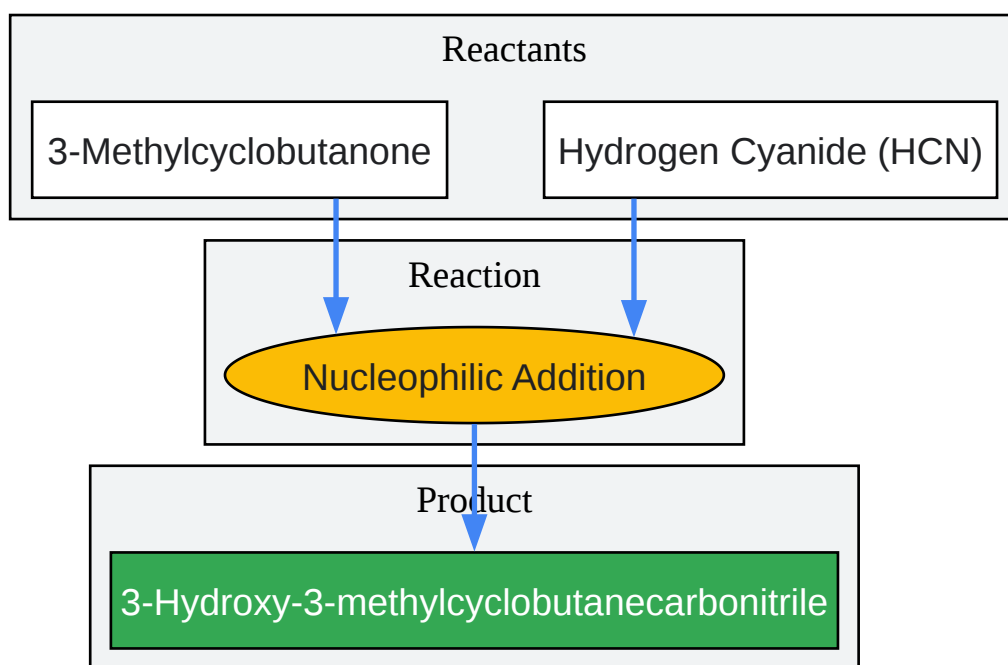 Reactants
3-Methylcyclobutanone
Hydrogen Cyanide (HCN)
Reaction
Nucleophilic Addition
Product
3-Hydroxy-3-methylcyclobutanecarbonitrile